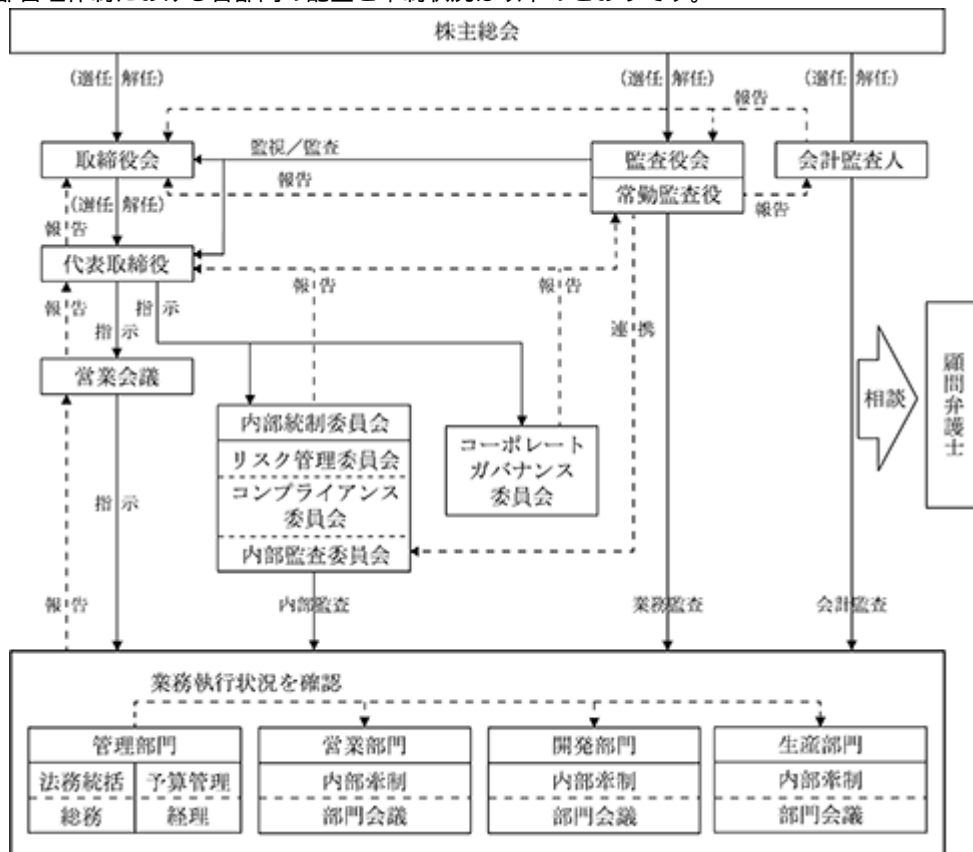 部管理体制における各部門の配置と牽制状況は以下のとおりです。
株主総会
(選任 解任)
(選任 解任)
(選任 解任)
報告
取締役会
監視／監査
監査役会
会計監査人
報告
常勤監査役
報告
(選任 解任)
報告
代表取締役
報告
報告
報告
指示
指示
連携
営業会議
相談
顧問弁護士
内部統制委員会
リスク管理委員会
コンプライアンス
委員会
内部監査委員会
コーポレート
ガバナンス
委員会
指示
報告
内部監査
業務監査
会計監査
業務執行状況を確認
管理部門
営業部門
開発部門
生産部門
法務統括
予算管理
内部牽制
内部牽制
内部牽制
総務
経理
部門会議
部門会議
部門会議